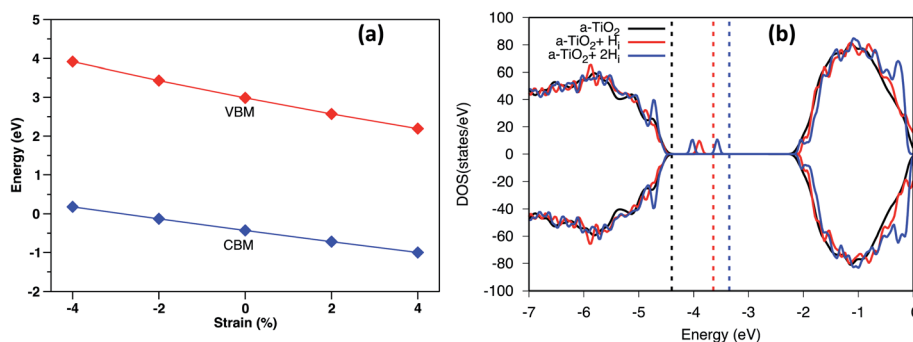 (a)
5
4
3
2
1
0
-1
-2
Energy (eV)
VBM
CBM
-4 -2 0 2 4
Strain (%)
(b)
a-TiO₂
a-TiO₂+ Hᵢ
a-TiO₂+ 2Hᵢ
100
80
60
40
20
0
-20
-40
-60
-80
-100
DOS(states/eV)
-7 -6 -5 -4 -3 -2 -1
Energy (eV)